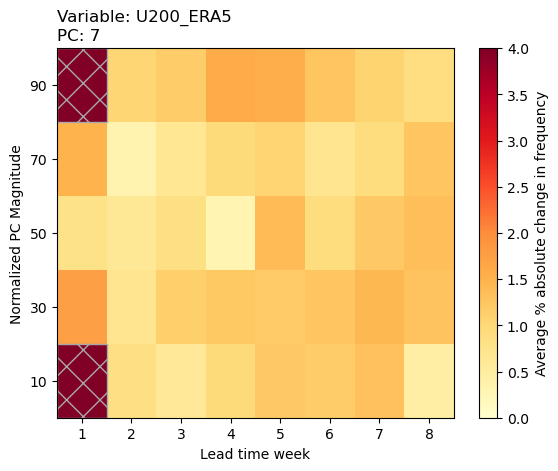 Variable: U200_ERA5
PC: 7
Normalized PC Magnitude
90
70
50
30
10
1 2 3 4 5 6 7 8
Lead time week
4.0
3.5
3.0
2.5
2.0
1.5
1.0
0.5
0.0
Average % absolute change in frequency